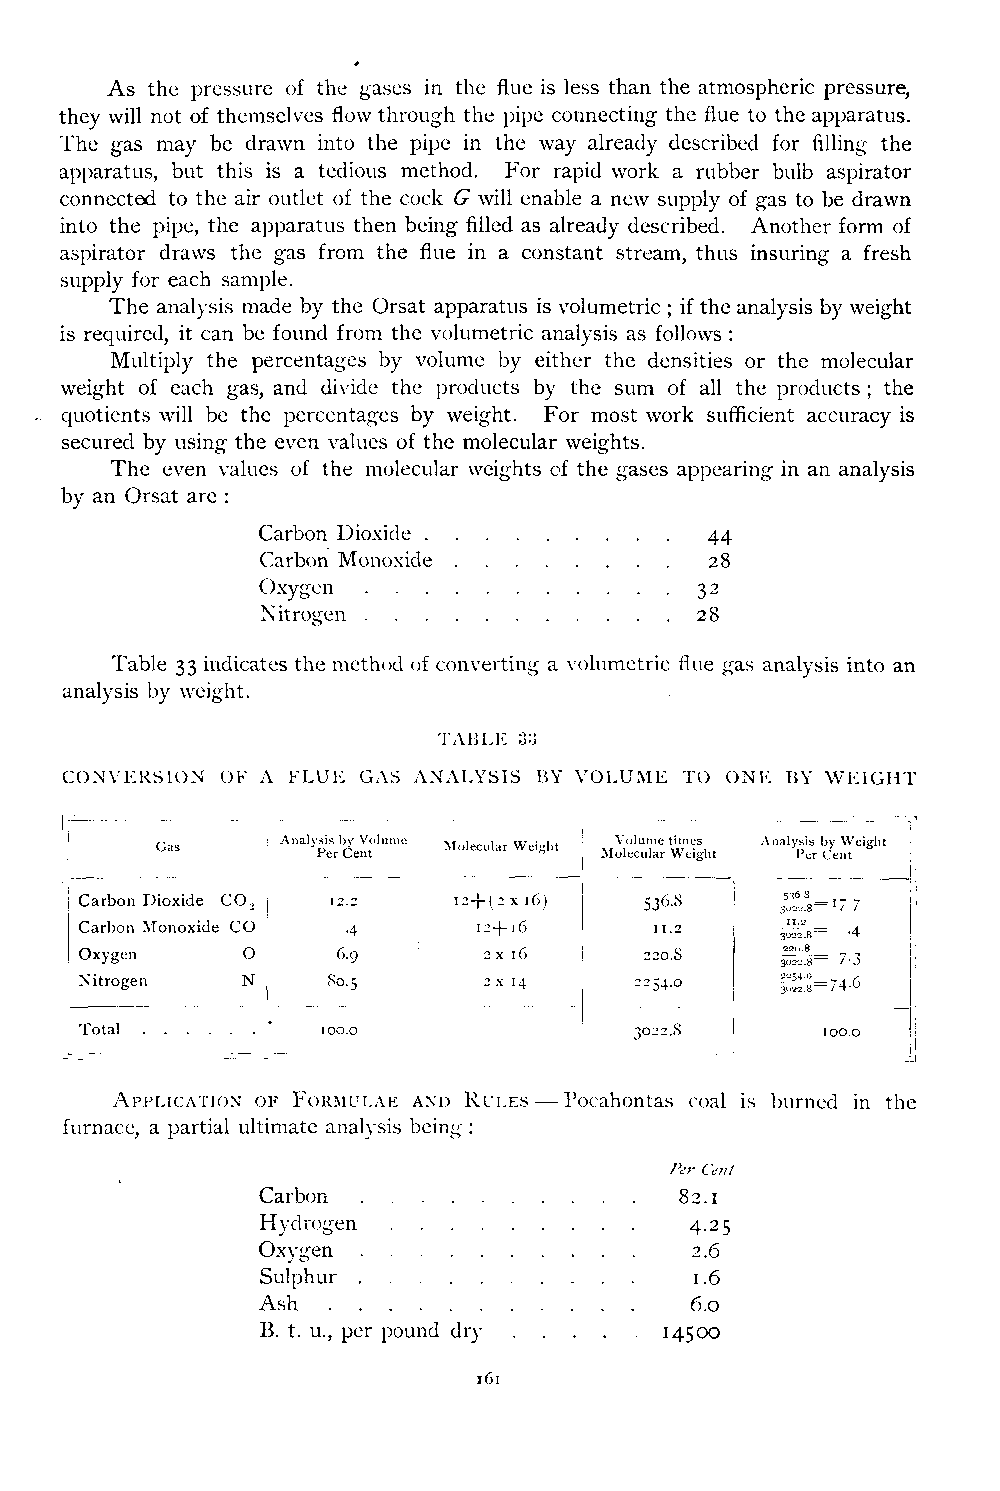 As the pressure of the gases in the flue is less than the atmospheric pressure,
they will not of themselves flow through the pipe connecting the flue to the apparatus.
The gas may be drawn into the pipe in the way already described for filling the
apparatus, but this is a tedious method. For rapid work a rubber bulb aspirator
connected to the air outlet of the cock G will enable a new supply of gas to be drawn
into the pipe, the apparatus then being filled as already described. Another form of
aspirator draws the gas from the flue in a constant stream, thus insuring a fresh
supply for each sample.
The analysis made by the Orsat apparatus is volumetric; if the analysis by weight
is required, it can be found from the volumetric analysis as follows:
Multiply the percentages by volume by either the densities or the molecular
weight of each gas, and divide the products by the sum of all the products; the
quotients will be the percentages by weight. For most work sufficient accuracy is
secured by using the even values of the molecular weights.
The even values of the molecular weights of the gases appearing in an analysis
by an Orsat are:
Carbon Dioxide . . . . . . . . . 44
Carbon Monoxide . . . . . . . . 28
Oxygen . . . . . . . . . . . 32
Nitrogen . . . . . . . . . . . 28
Table 33 indicates the method of converting a volumetric flue gas analysis into an
analysis by weight.
TABLE 33
CONVERSION OF A FLUE GAS ANALYSIS BY VOLUME TO ONE BY WEIGHT
Gas Analysis by Volume Per Cent Molecular Weight Volume times Molecular Weight Analysis by Weight Per Cent
Carbon Dioxide CO₂ 12.2 12+(2 x 16) 536.8 536.8/3022.8=17.7
Carbon Monoxide CO .4 12+16 11.2 11.2/3022.8= .4
Oxygen O 6.9 2 x 16 220.8 220.8/3022.8= 7.3
Nitrogen N 80.5 2 x 14 2254.0 2254.0/3022.8=74.6
Total . . . . . . 100.0 3022.8 100.0
APPLICATION OF FORMULAE AND RULES—Pocahontas coal is burned in the
furnace, a partial ultimate analysis being:
Per Cent
Carbon . . . . . . . . . . 82.1
Hydrogen . . . . . . . . . 4.25
Oxygen . . . . . . . . . . 2.6
Sulphur . . . . . . . . . . 1.6
Ash . . . . . . . . . . . 6.0
B. t. u., per pound dry . . . . . 14500
161